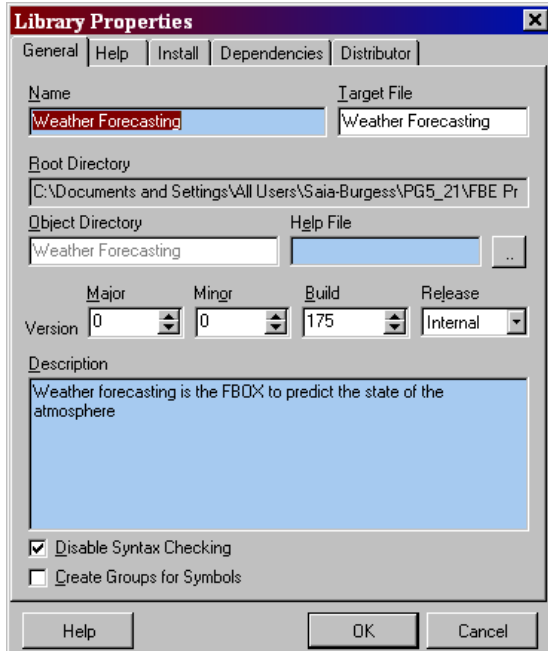 Library Properties
General Help Install Dependencies Distributor
Name Target File
Weather Forecasting Weather Forecasting
Root Directory
C:\Documents and Settings\All Users\Saia-Burgess\PG5_21\FBE Pr
Object Directory Help File
Weather Forecasting ..
Major Minor Build Release
Version 0 0 175 Internal
Description
Weather forecasting is the FBOX to predict the state of the
atmosphere
Disable Syntax Checking
Create Groups for Symbols
Help OK Cancel